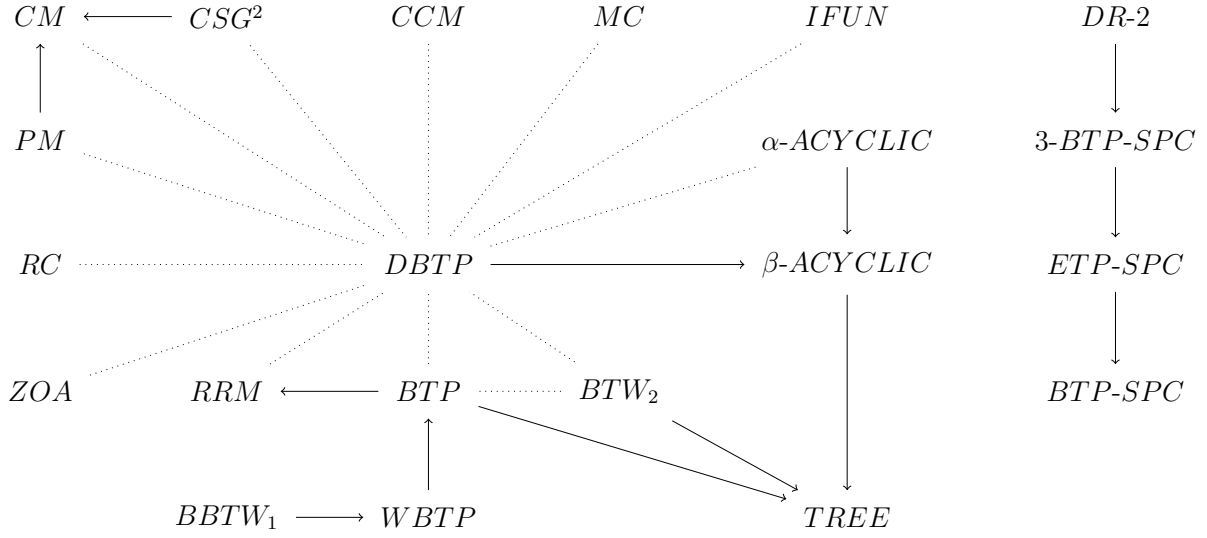 CM CSG² CCM MC IFUN DR-2
PM α-ACYCLIC 3-BTP-SPC
RC DBTP β-ACYCLIC ETP-SPC
ZOA RRM BTP BTW₂ BTP-SPC
BBTW₁ WBTP TREE